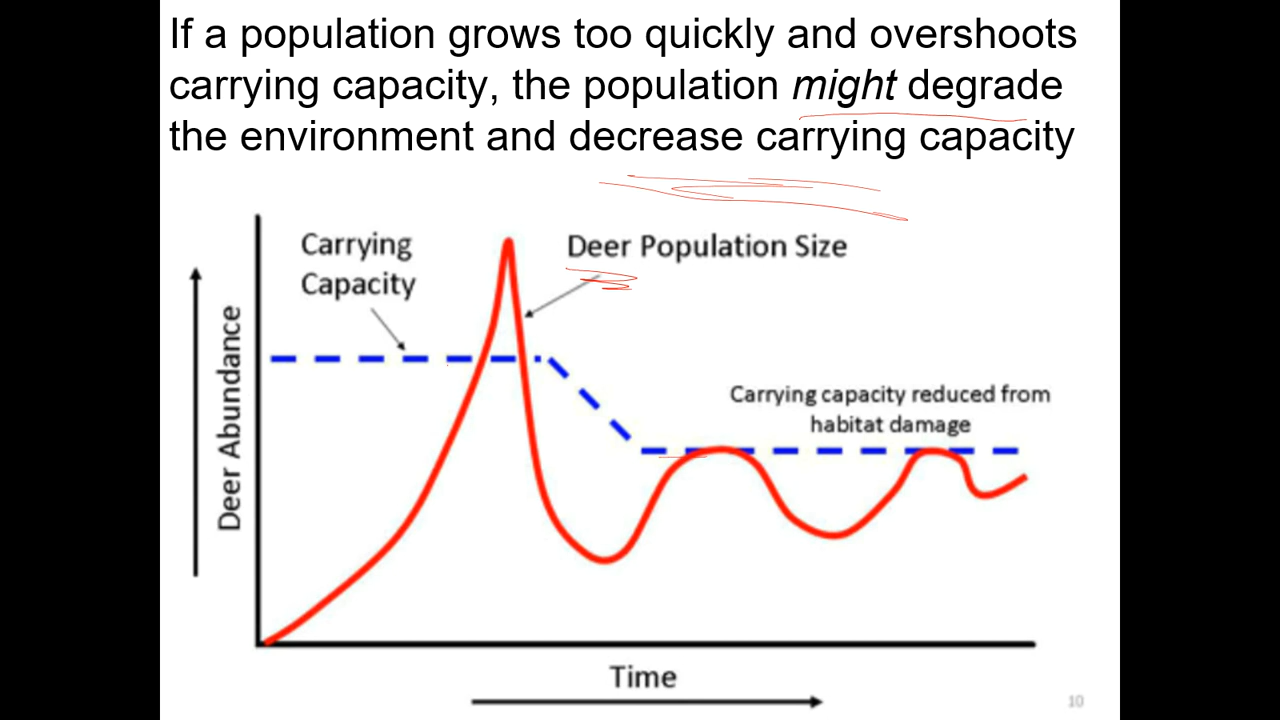 If a population grows too quickly and overshoots
carrying capacity, the population might degrade
the environment and decrease carrying capacity
Carrying
Capacity
Deer Population Size
Carrying capacity reduced from
habitat damage
Deer Abundance
Time
10